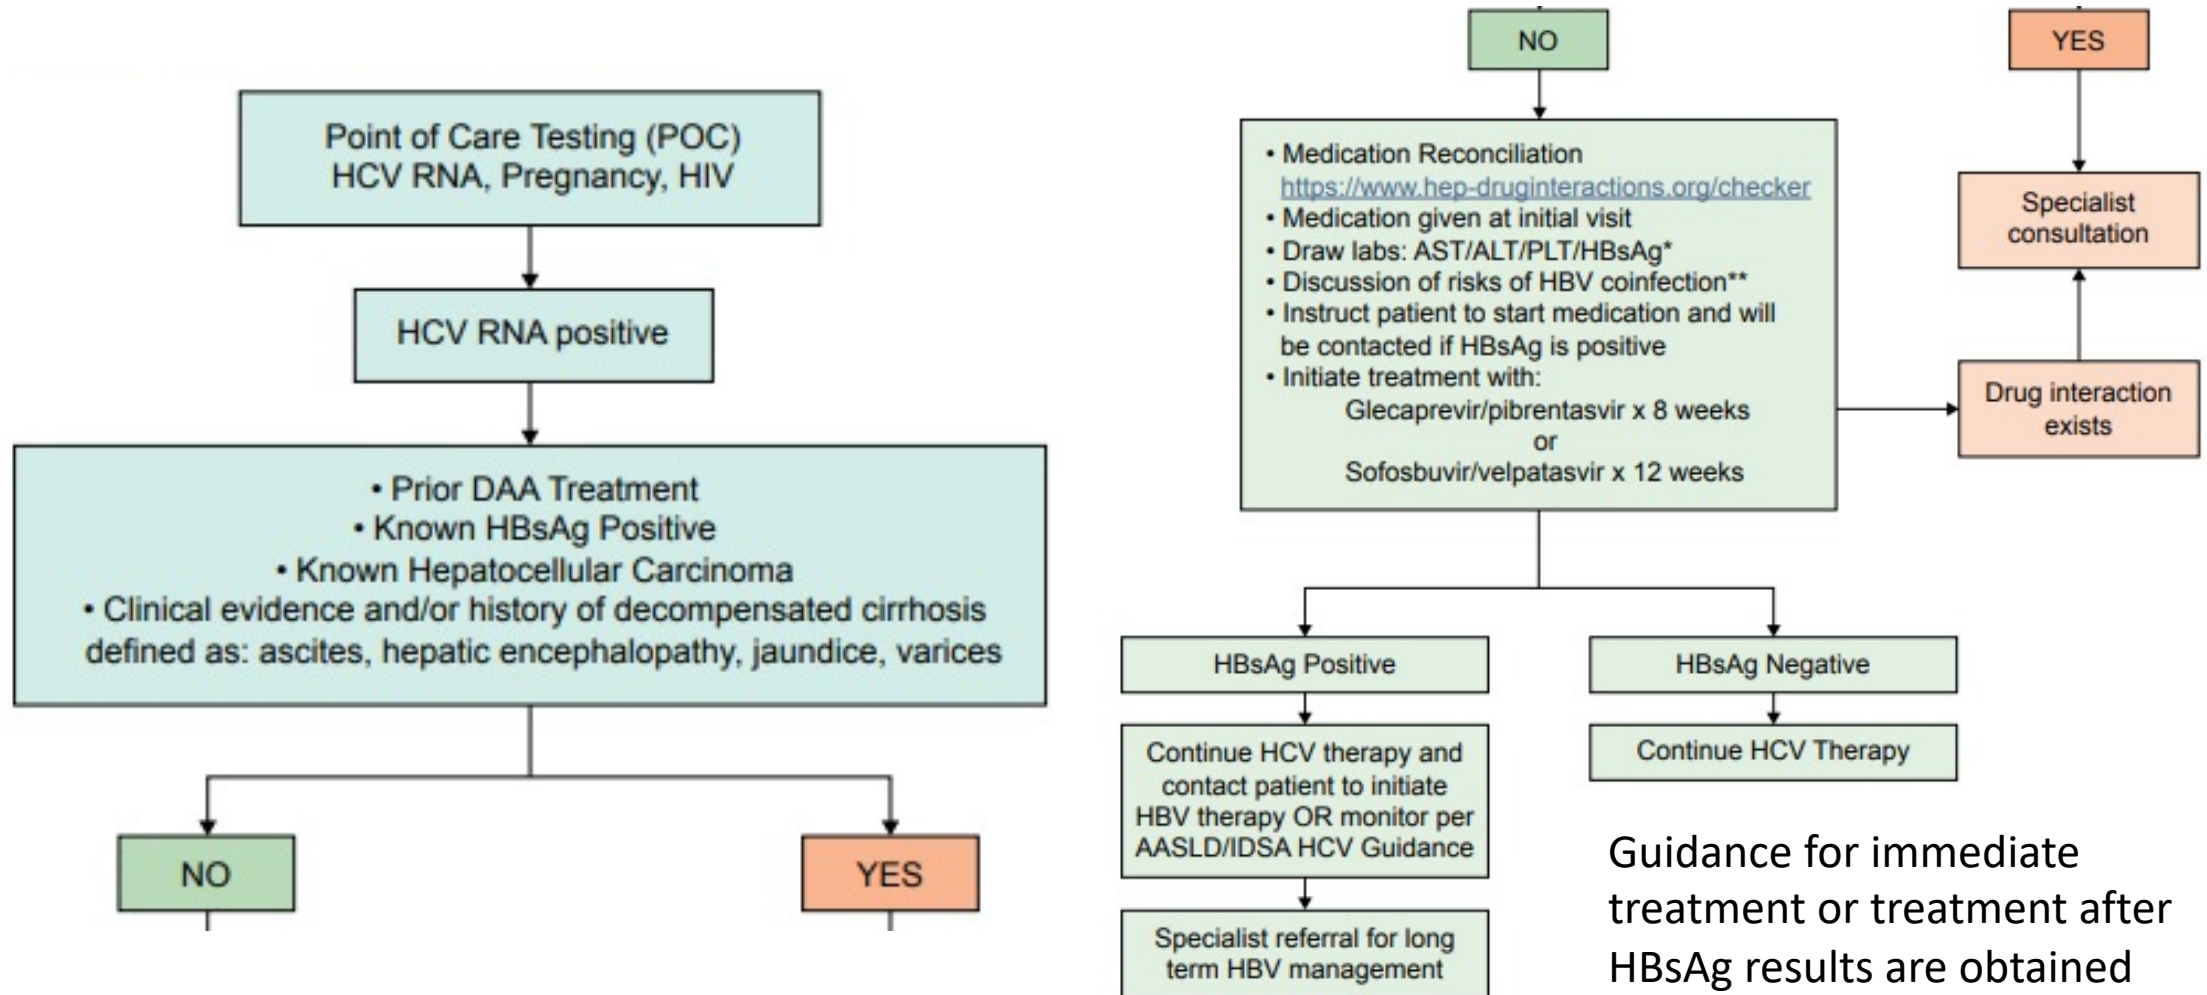 Point of Care Testing (POC)
HCV RNA, Pregnancy, HIV
HCV RNA positive
• Prior DAA Treatment
• Known HBsAg Positive
• Known Hepatocellular Carcinoma
• Clinical evidence and/or history of decompensated cirrhosis
defined as: ascites, hepatic encephalopathy, jaundice, varices
NO
YES
NO
YES
• Medication Reconciliation
https://www.hep-druginteractions.org/checker
• Medication given at initial visit
• Draw labs: AST/ALT/PLT/HBsAg*
• Discussion of risks of HBV coinfection**
• Instruct patient to start medication and will
be contacted if HBsAg is positive
• Initiate treatment with:
Glecaprevir/pibrentasvir x 8 weeks
or
Sofosbuvir/velpatasvir x 12 weeks
Specialist
consultation
Drug interaction
exists
HBsAg Positive
HBsAg Negative
Continue HCV therapy and
contact patient to initiate
HBV therapy OR monitor per
AASLD/IDSA HCV Guidance
Continue HCV Therapy
Specialist referral for long
term HBV management
Guidance for immediate
treatment or treatment after
HBsAg results are obtained